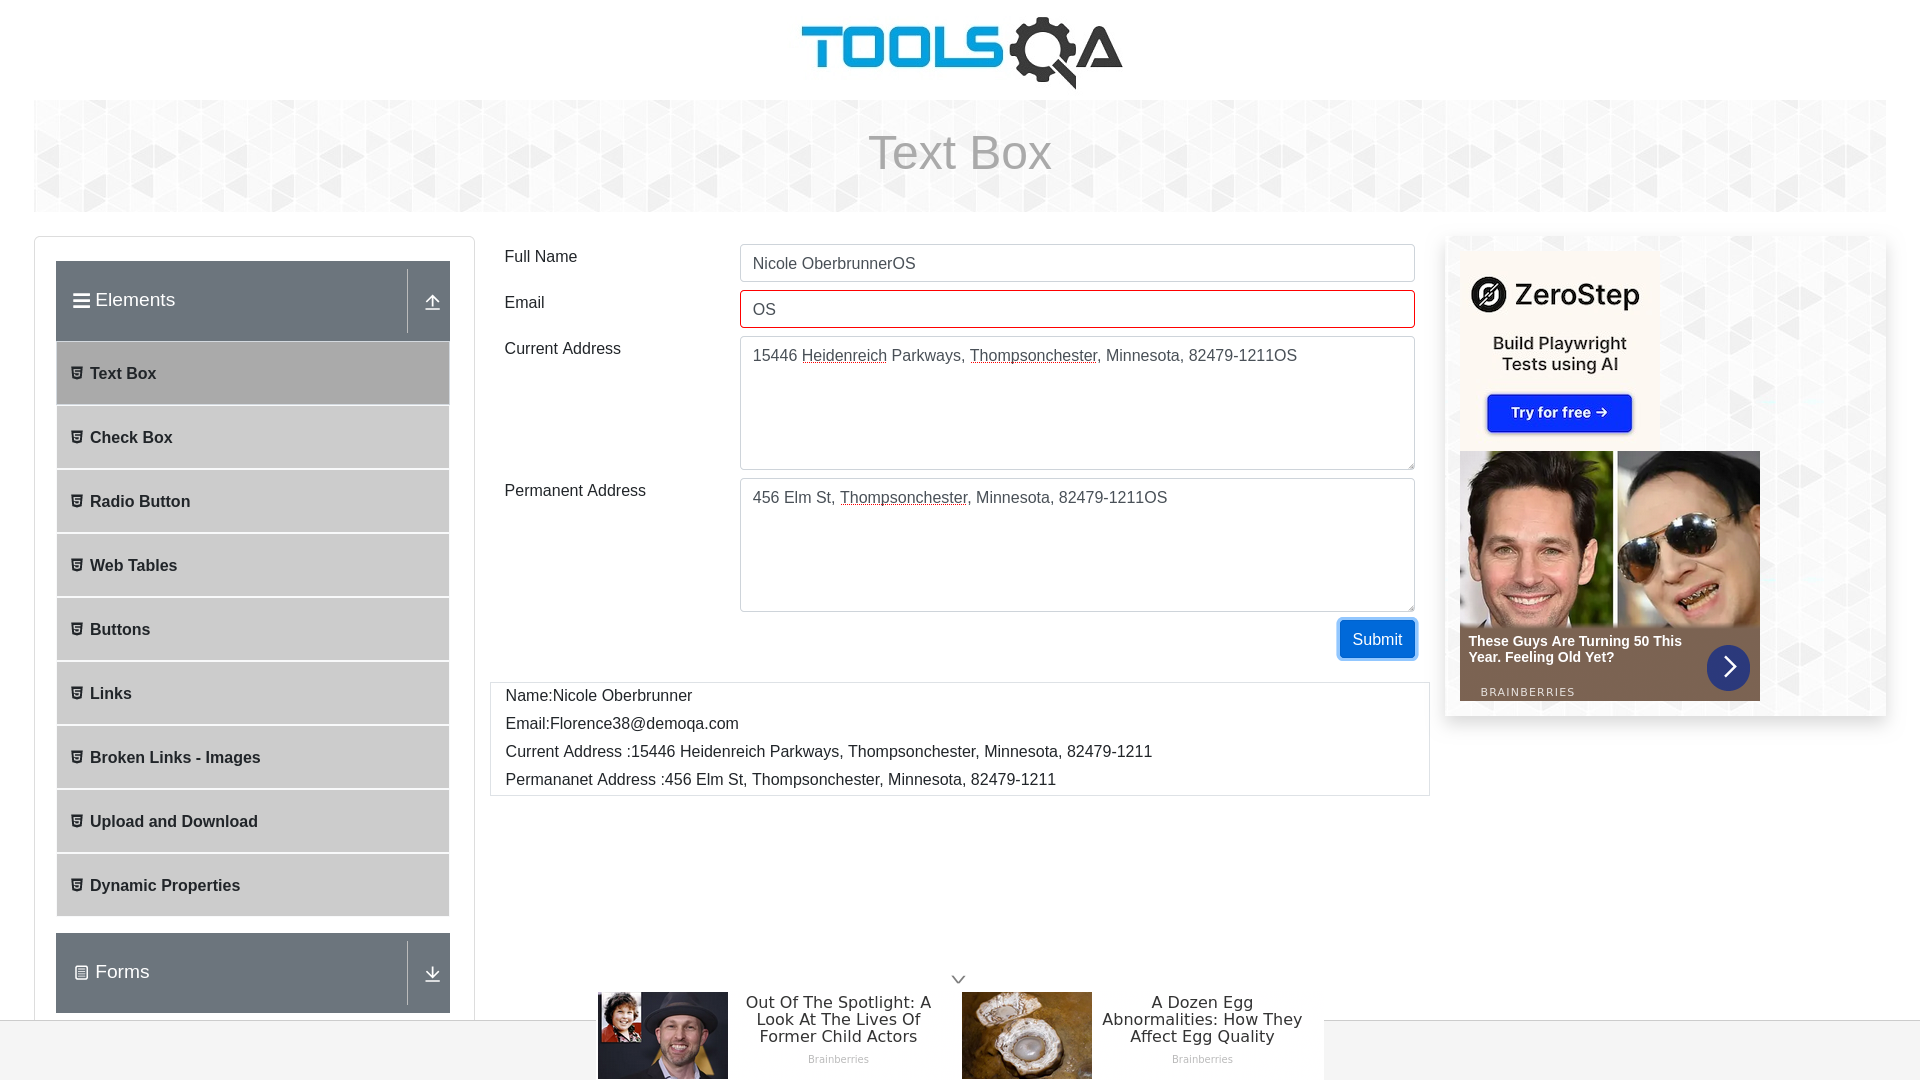 TOOLSQA
Text Box
Elements
Text Box
Check Box
Radio Button
Web Tables
Buttons
Links
Broken Links - Images
Upload and Download
Dynamic Properties
Forms
Full Name
Nicole OberbrunnerOS
Email
OS
Current Address
15446 Heidenreich Parkways, Thompsonchester, Minnesota, 82479-1211OS
Permanent Address
456 Elm St, Thompsonchester, Minnesota, 82479-1211OS
Submit
Name:Nicole Oberbrunner
Email:Florence38@demoqa.com
Current Address :15446 Heidenreich Parkways, Thompsonchester, Minnesota, 82479-1211
Permananet Address :456 Elm St, Thompsonchester, Minnesota, 82479-1211
ZeroStep
Build Playwright
Tests using AI
Try for free →
These Guys Are Turning 50 This
Year. Feeling Old Yet?
BRAINBERRIES
Out Of The Spotlight: A
Look At The Lives Of
Former Child Actors
Brainberries
A Dozen Egg
Abnormalities: How They
Affect Egg Quality
Brainberries